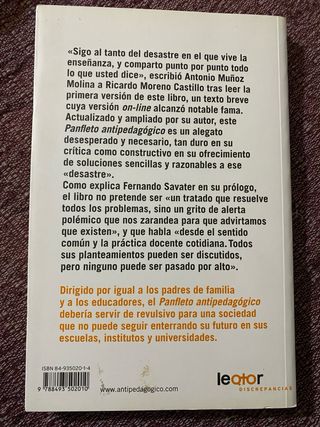 «Sigo al tanto del desastre en el que vive la
enseñanza, y comparto punto por punto todo
lo que usted dice», escribió Antonio Muñoz
Molina a Ricardo Moreno Castillo tras leer la
primera versión de este libro, un texto breve
cuya versión on-line alcanzó notable fama.
Actualizado y ampliado por su autor, este
Panfleto antipedagógico es un alegato
desesperado y necesario, tan duro en su
crítica como constructivo en su ofrecimiento
de soluciones sencillas y razonables a ese
«desastre».
Como explica Fernando Savater en su prólogo,
el libro no pretende ser «un tratado que resuelve
todos los problemas, sino un grito de alerta
polémico que nos zarandea para que advirtamos
que existen», y que habla «desde el sentido
común y la práctica docente cotidiana. Todos
sus planteamientos pueden ser discutidos,
pero ninguno puede ser pasado por alto».
Dirigido por igual a los padres de familia
y a los educadores, el Panfleto antipedagógico
debería servir de revulsivo para una sociedad
que no puede seguir enterrando su futuro en sus
escuelas, institutos y universidades.
ISBN 84-935020-1-4
9 788493 502010
www.antipedagogico.com
leqtor
DISCREPANCIAS